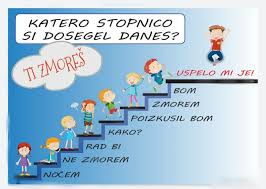 KATERO STOPNICO
SI DOSEGEL DANES?
TI ZMOREŠ
USPELO MI JE!
BOM
ZMOREM
POIZKUSIL BOM
KAKO?
RAD BI
NE ZMOREM
NOČEM